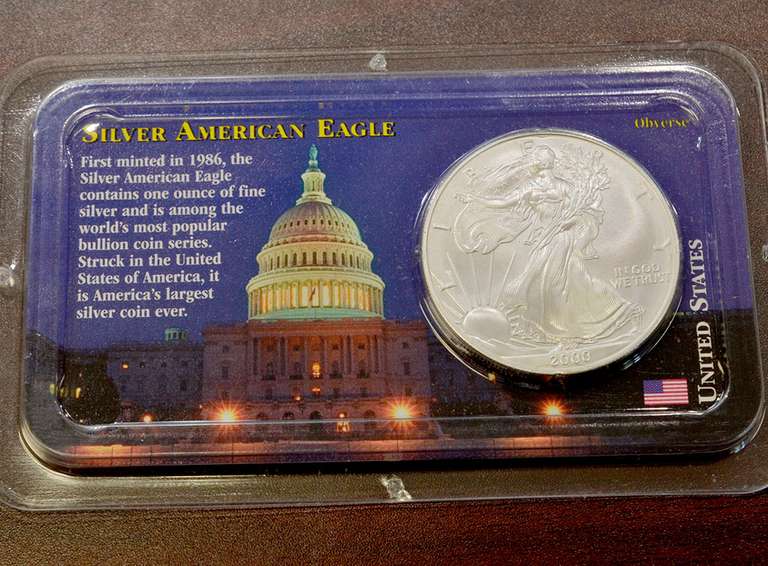 SILVER AMERICAN EAGLE
Obverse
First minted in 1986, the
Silver American Eagle
contains one ounce of fine
silver and is among the
world's most popular
bullion coin series.
Struck in the United
States of America, it
is America's largest
silver coin ever.
IN GOD
WE TRUST
UNITED STATES